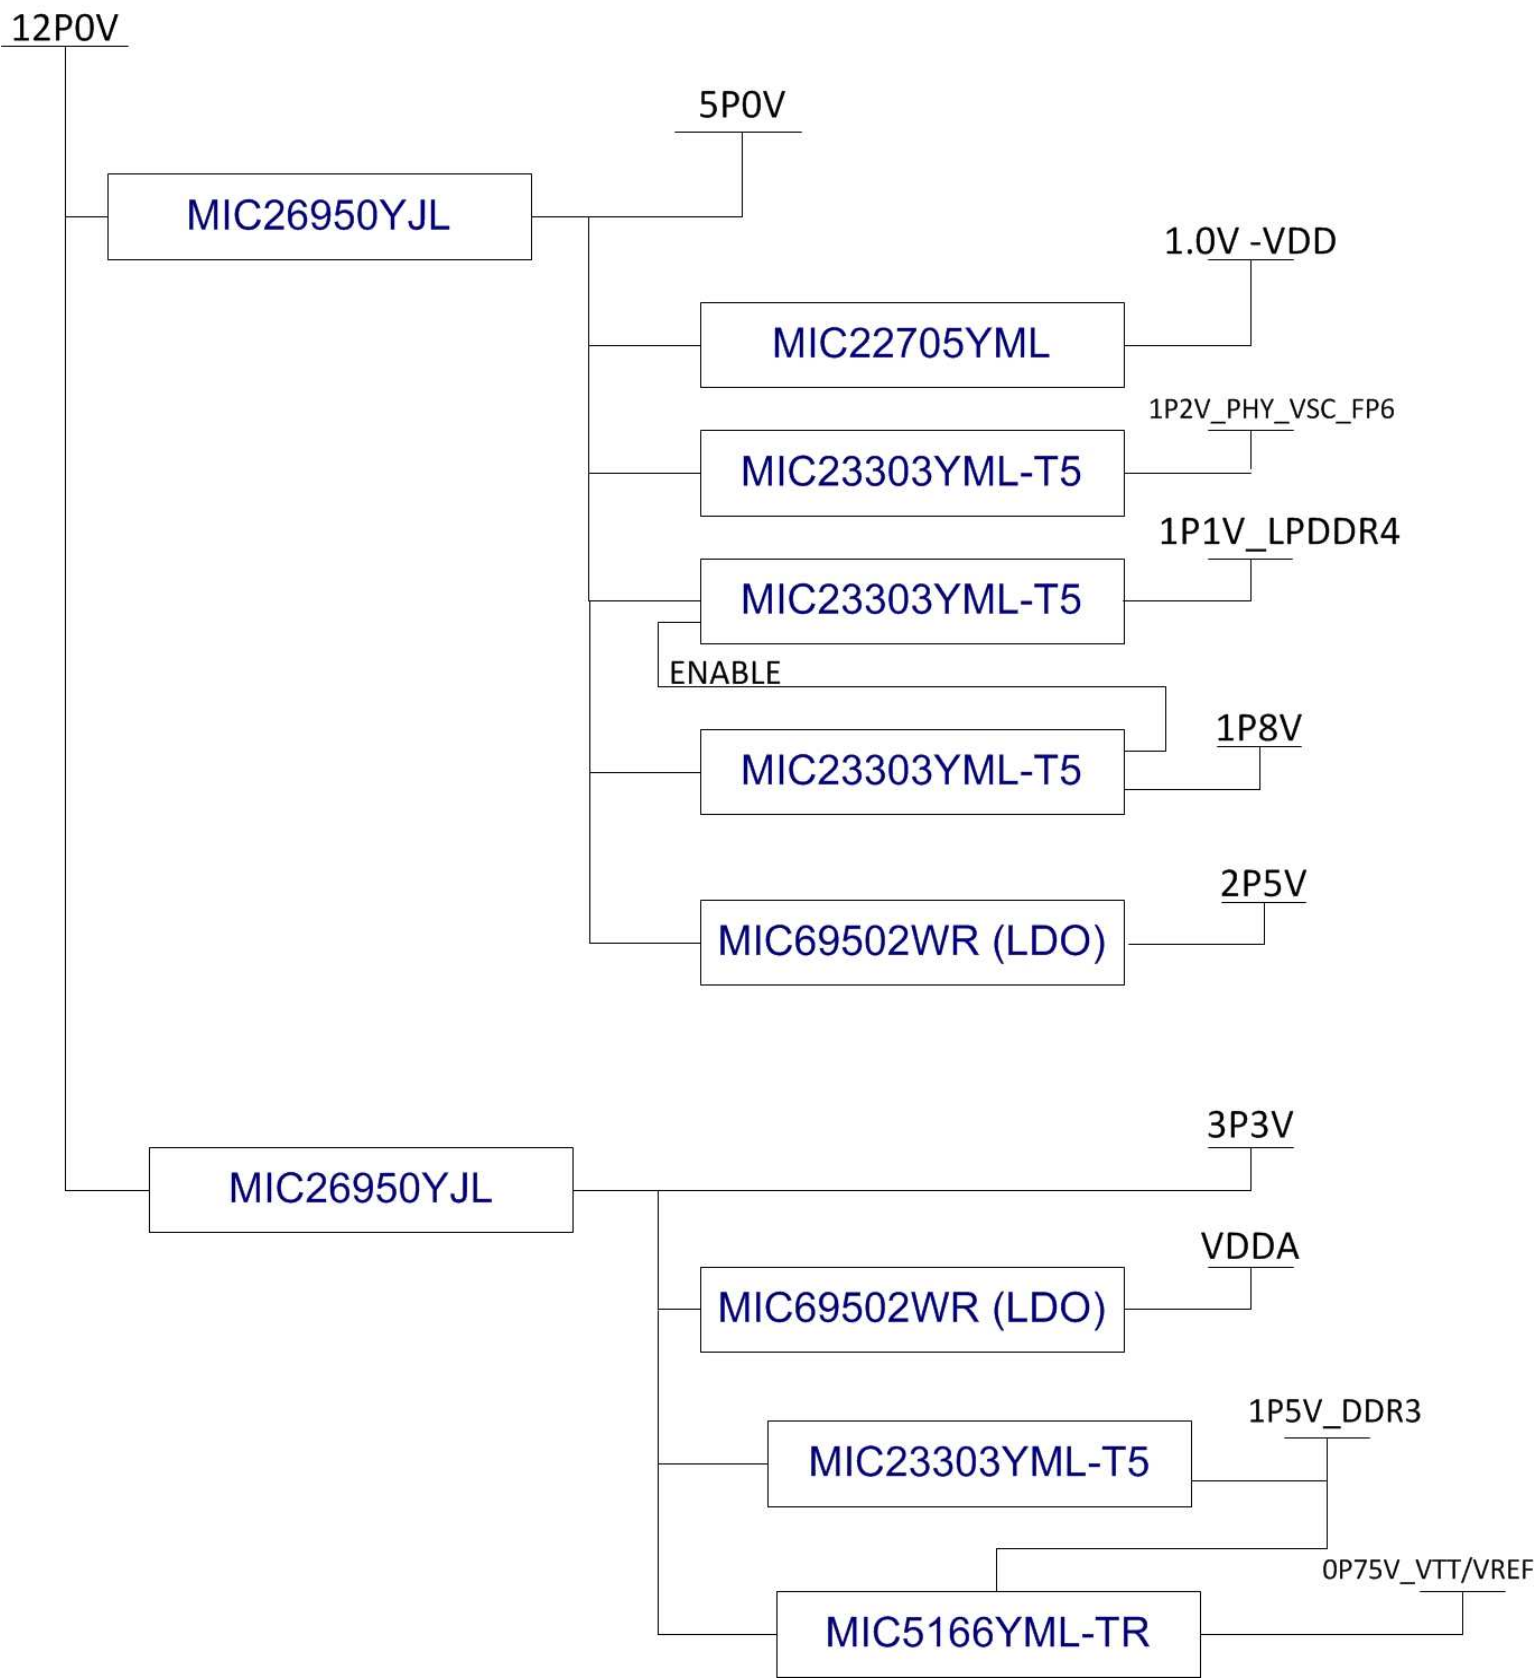 12P0V
5P0V
MIC26950YJL
1.0V -VDD
MIC22705YML
1P2V_PHY_VSC_FP6
MIC23303YML-T5
1P1V_LPDDR4
MIC23303YML-T5
ENABLE
1P8V
MIC23303YML-T5
2P5V
MIC69502WR (LDO)
3P3V
MIC26950YJL
VDDA
MIC69502WR (LDO)
1P5V_DDR3
MIC23303YML-T5
0P75V_VTT/VREF
MIC5166YML-TR